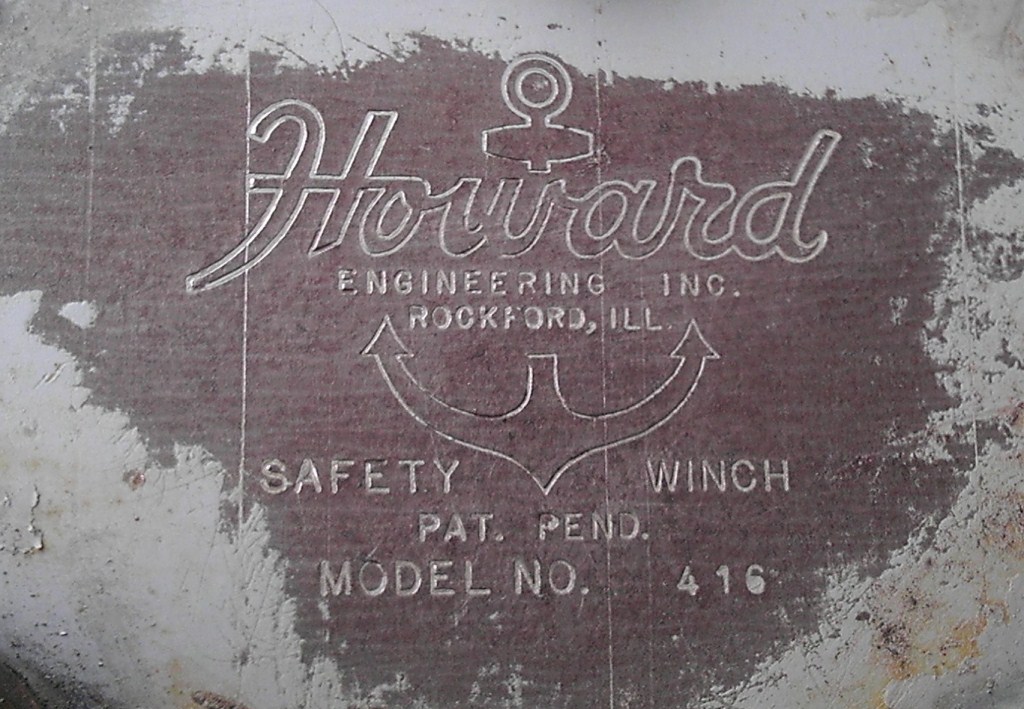 Howard
ENGINEERING INC.
ROCKFORD, ILL.
SAFETY WINCH
PAT. PEND.
MODEL NO. 416